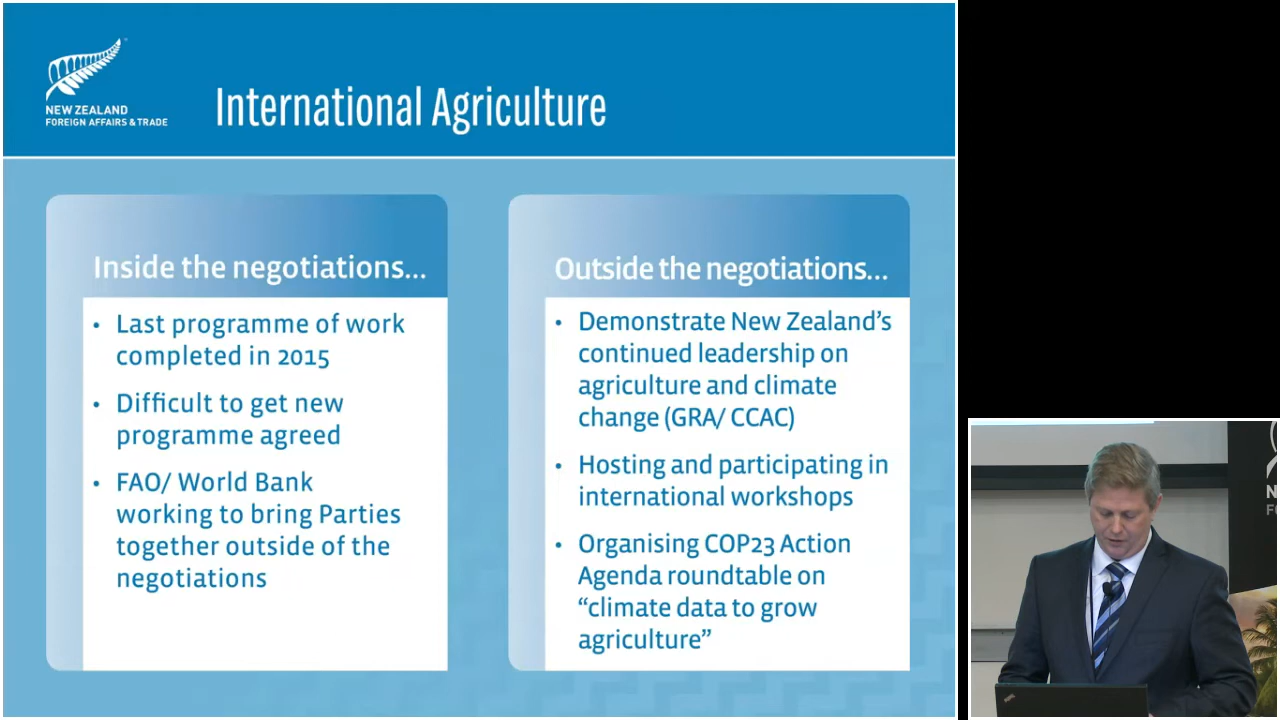 NEW ZEALAND
FOREIGN AFFAIRS & TRADE
International Agriculture
Inside the negotiations...
• Last programme of work
completed in 2015
• Difficult to get new
programme agreed
• FAO/ World Bank
working to bring Parties
together outside of the
negotiations
Outside the negotiations...
• Demonstrate New Zealand’s
continued leadership on
agriculture and climate
change (GRA/ CCAC)
• Hosting and participating in
international workshops
• Organising COP23 Action
Agenda roundtable on
“climate data to grow
agriculture”